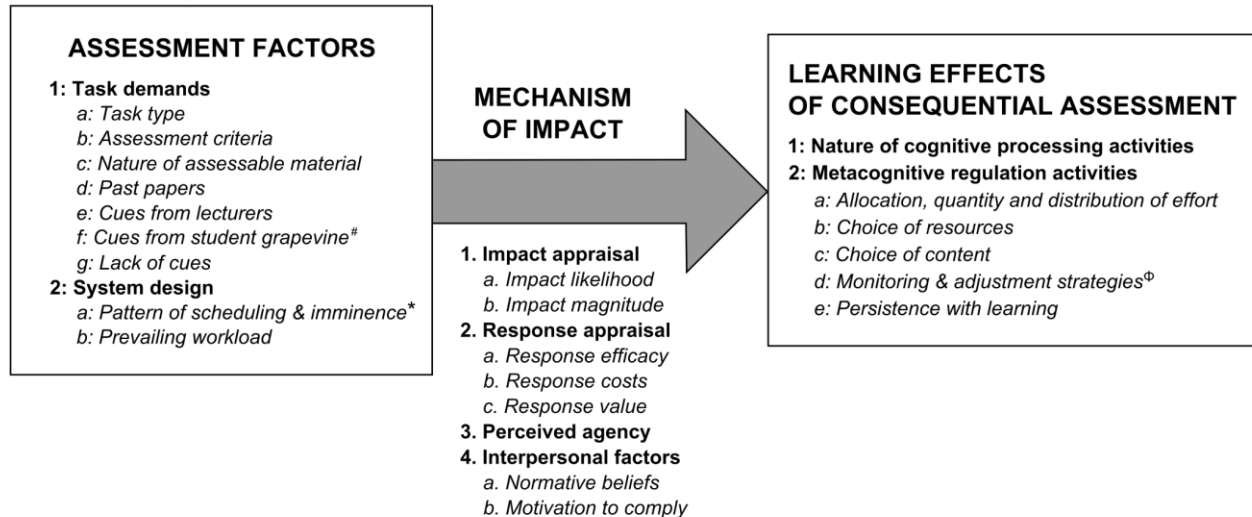 ASSESSMENT FACTORS
1: Task demands
a: Task type
b: Assessment criteria
c: Nature of assessable material
d: Past papers
e: Cues from lecturers
f: Cues from student grapevine#
g: Lack of cues
2: System design
a: Pattern of scheduling & imminence*
b: Prevailing workload
MECHANISM
OF IMPACT
1. Impact appraisal
a. Impact likelihood
b. Impact magnitude
2. Response appraisal
a. Response efficacy
b. Response costs
c. Response value
3. Perceived agency
4. Interpersonal factors
a. Normative beliefs
b. Motivation to comply
LEARNING EFFECTS
OF CONSEQUENTIAL ASSESSMENT
1: Nature of cognitive processing activities
2: Metacognitive regulation activities
a: Allocation, quantity and distribution of effort
b: Choice of resources
c: Choice of content
d: Monitoring & adjustment strategiesΦ
e: Persistence with learning